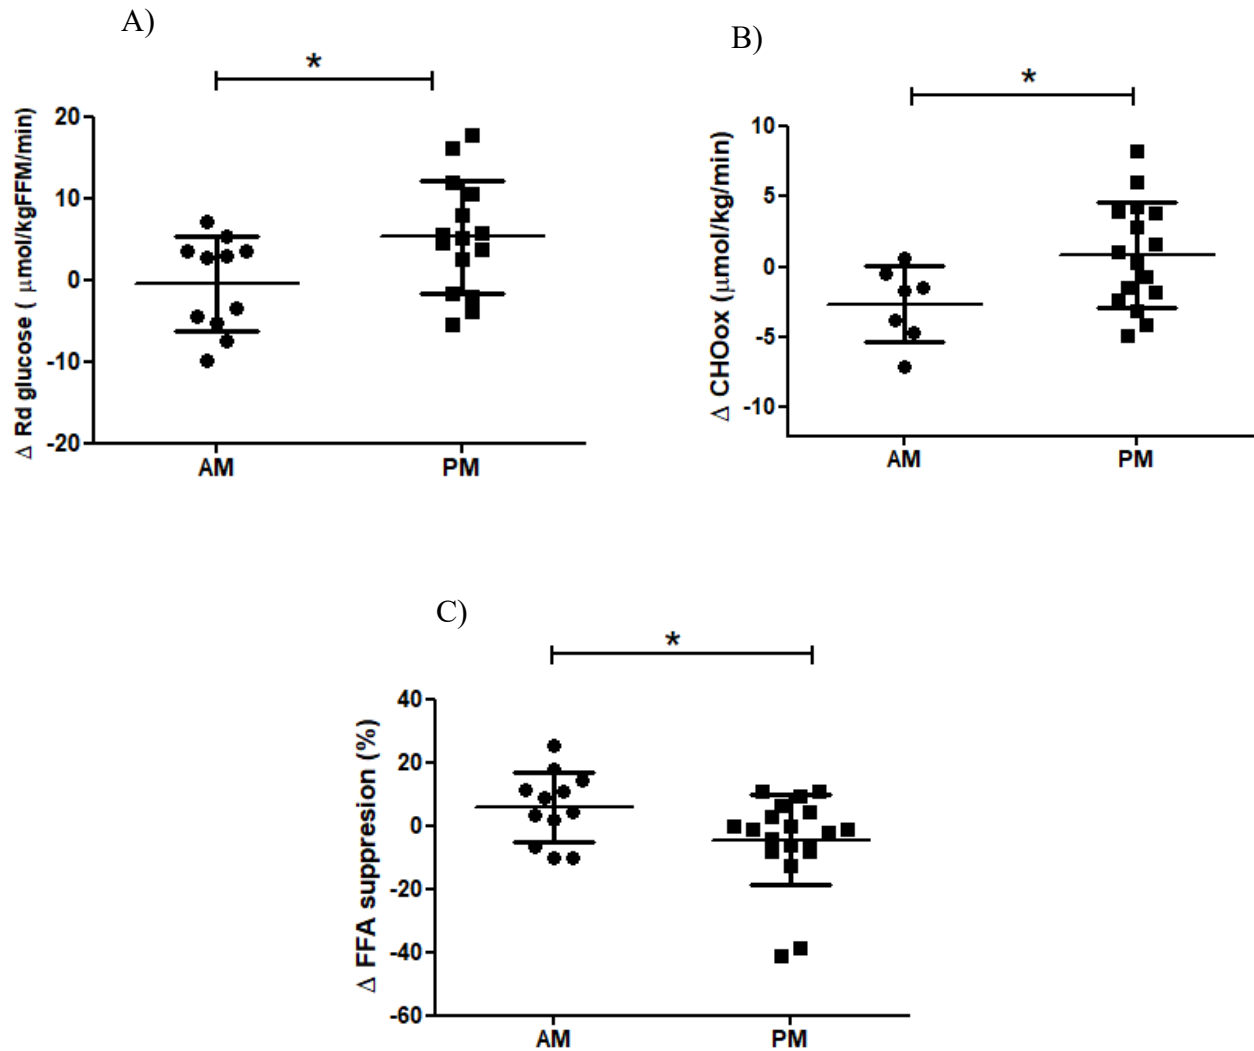 A)
*
Δ Rd glucose ( μmol/kgFFM/min)
20
10
0
-10
-20
AM
PM
B)
*
Δ CHOox (μmol/kg/min)
10
5
0
-5
-10
AM
PM
C)
*
Δ FFA suppresion (%)
40
20
0
-20
-40
-60
AM
PM